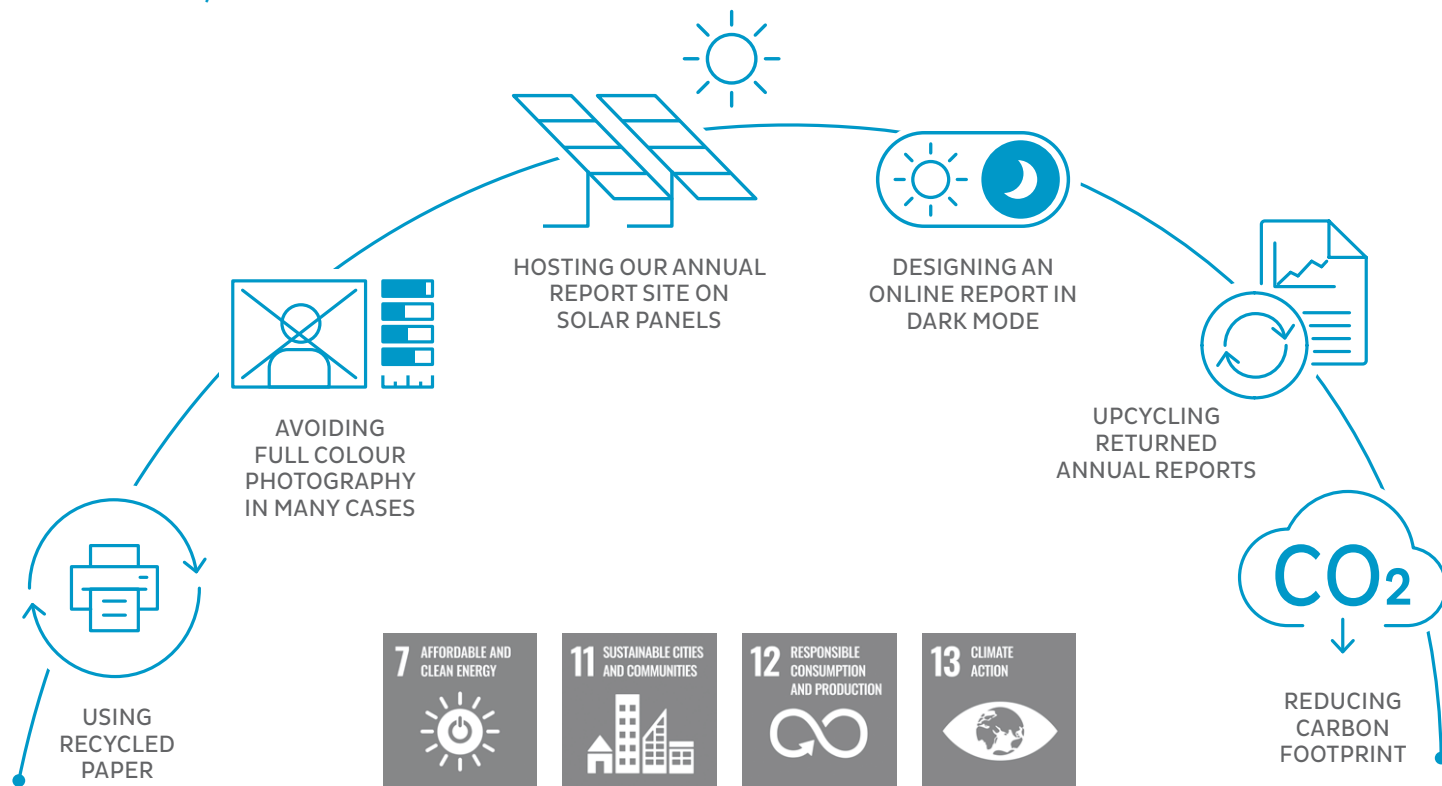 HOSTING OUR ANNUAL
REPORT SITE ON
SOLAR PANELS
DESIGNING AN
ONLINE REPORT IN
DARK MODE
AVOIDING
FULL COLOUR
PHOTOGRAPHY
IN MANY CASES
UPCYCLING
RETURNED
ANNUAL REPORTS
USING
RECYCLED
PAPER
CO2
REDUCING
CARBON
FOOTPRINT
7 AFFORDABLE AND
CLEAN ENERGY
11 SUSTAINABLE CITIES
AND COMMUNITIES
12 RESPONSIBLE
CONSUMPTION
AND PRODUCTION
13 CLIMATE
ACTION